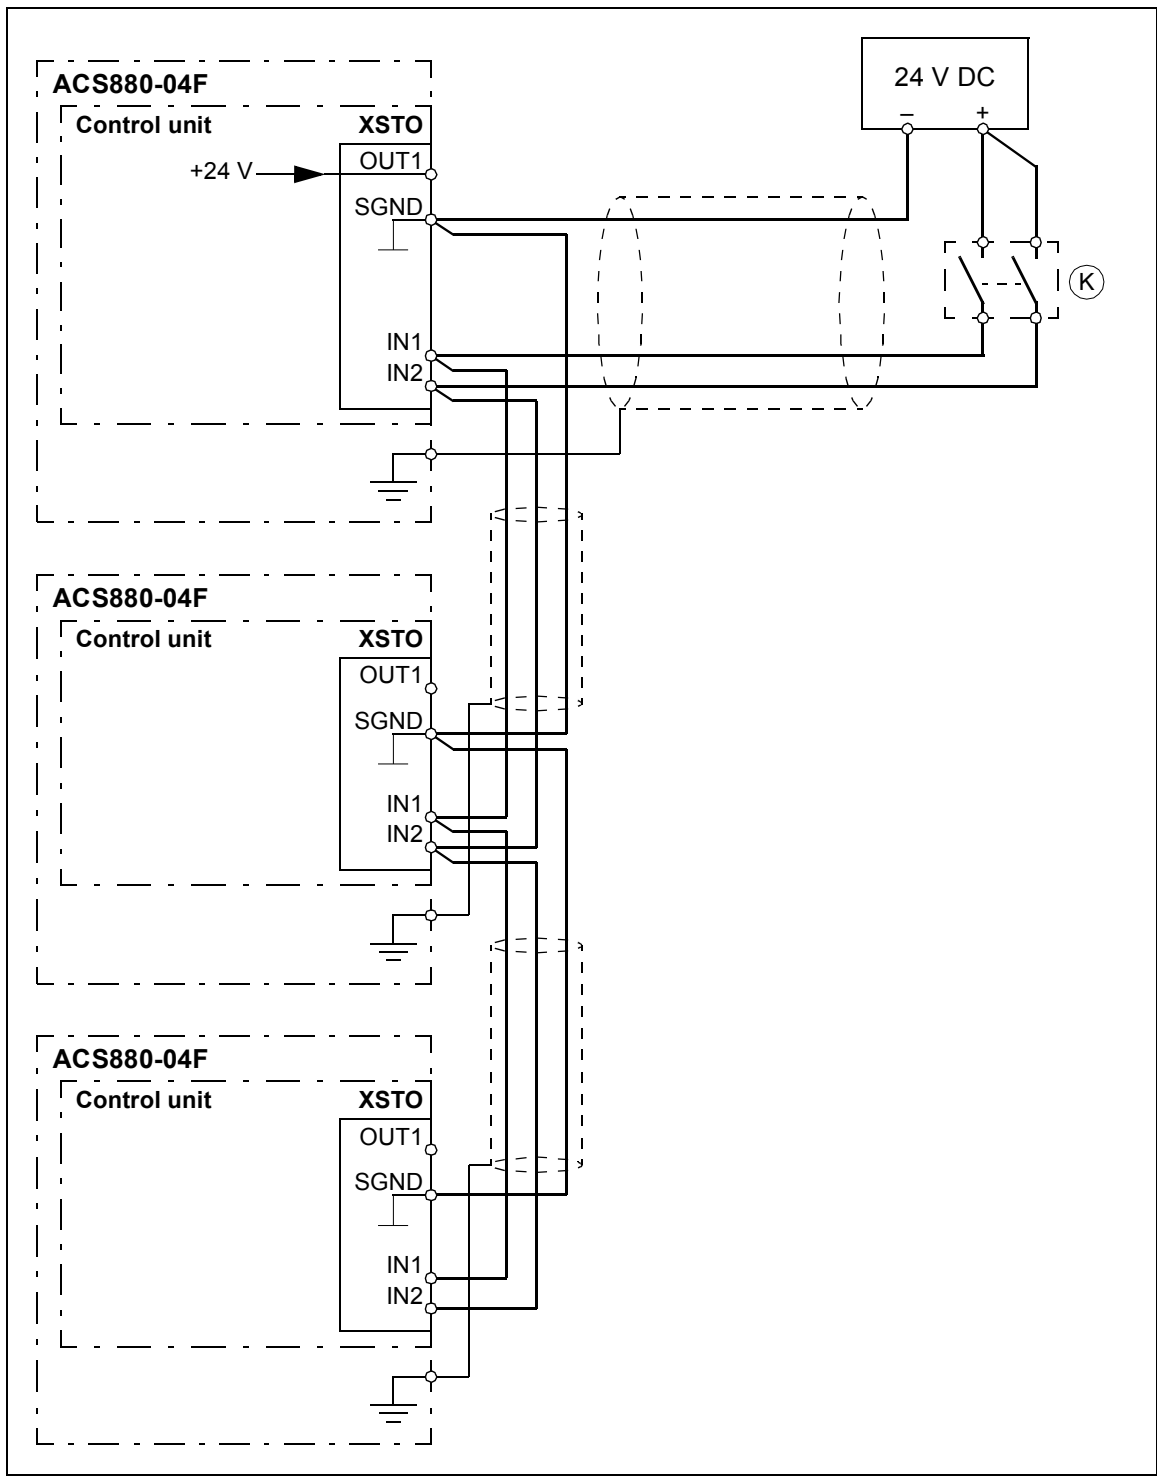 24 V DC
– +
K
ACS880-04F
Control unit XSTO
OUT1
+24 V
SGND
IN1
IN2
ACS880-04F
Control unit XSTO
OUT1
SGND
IN1
IN2
ACS880-04F
Control unit XSTO
OUT1
SGND
IN1
IN2